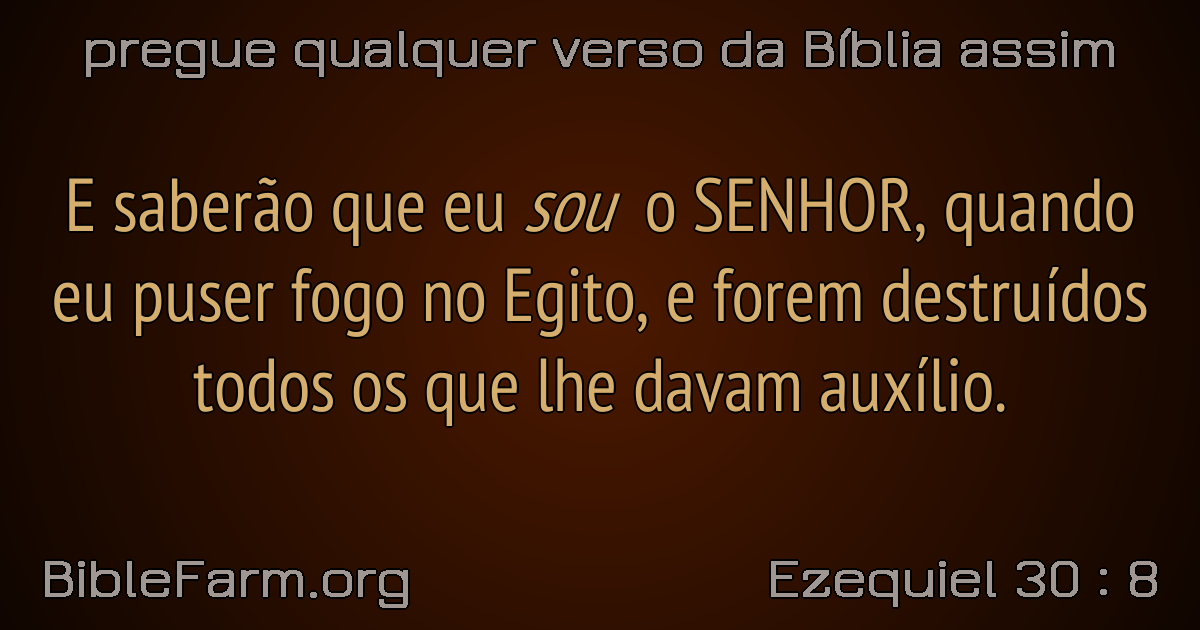 pregue qualquer verso da Bíblia assim
E saberão que eu sou o SENHOR, quando
eu puser fogo no Egito, e forem destruídos
todos os que lhe davam auxílio.
BibleFarm.org
Ezequiel 30 : 8